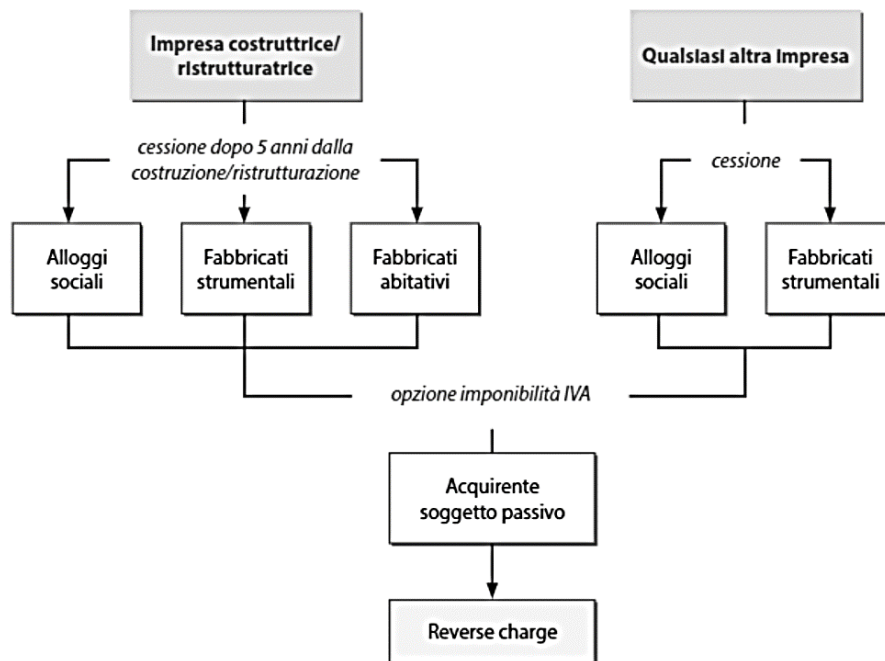 Impresa costruttrice/
ristrutturatrice
Qualsiasi altra impresa
cessione dopo 5 anni dalla
costruzione/ristrutturazione
cessione
Alloggi
sociali
Fabbricati
strumentali
Fabbricati
abitativi
Alloggi
sociali
Fabbricati
strumentali
opzione imponibilità IVA
Acquirente
soggetto passivo
Reverse charge